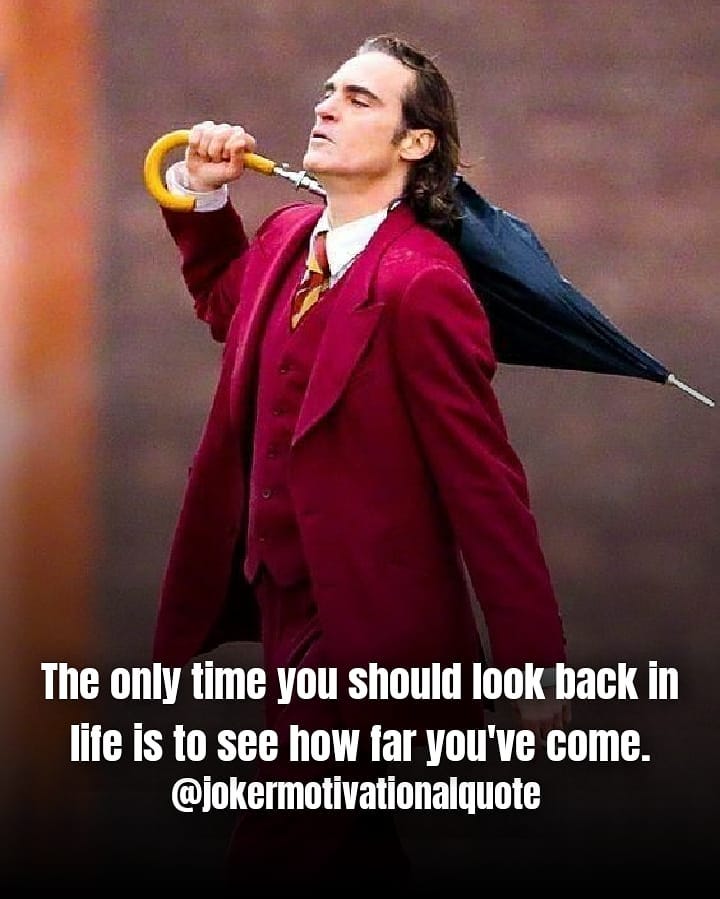 The only time you should look back in
life is to see how far you've come.
@jokermotivationalquote